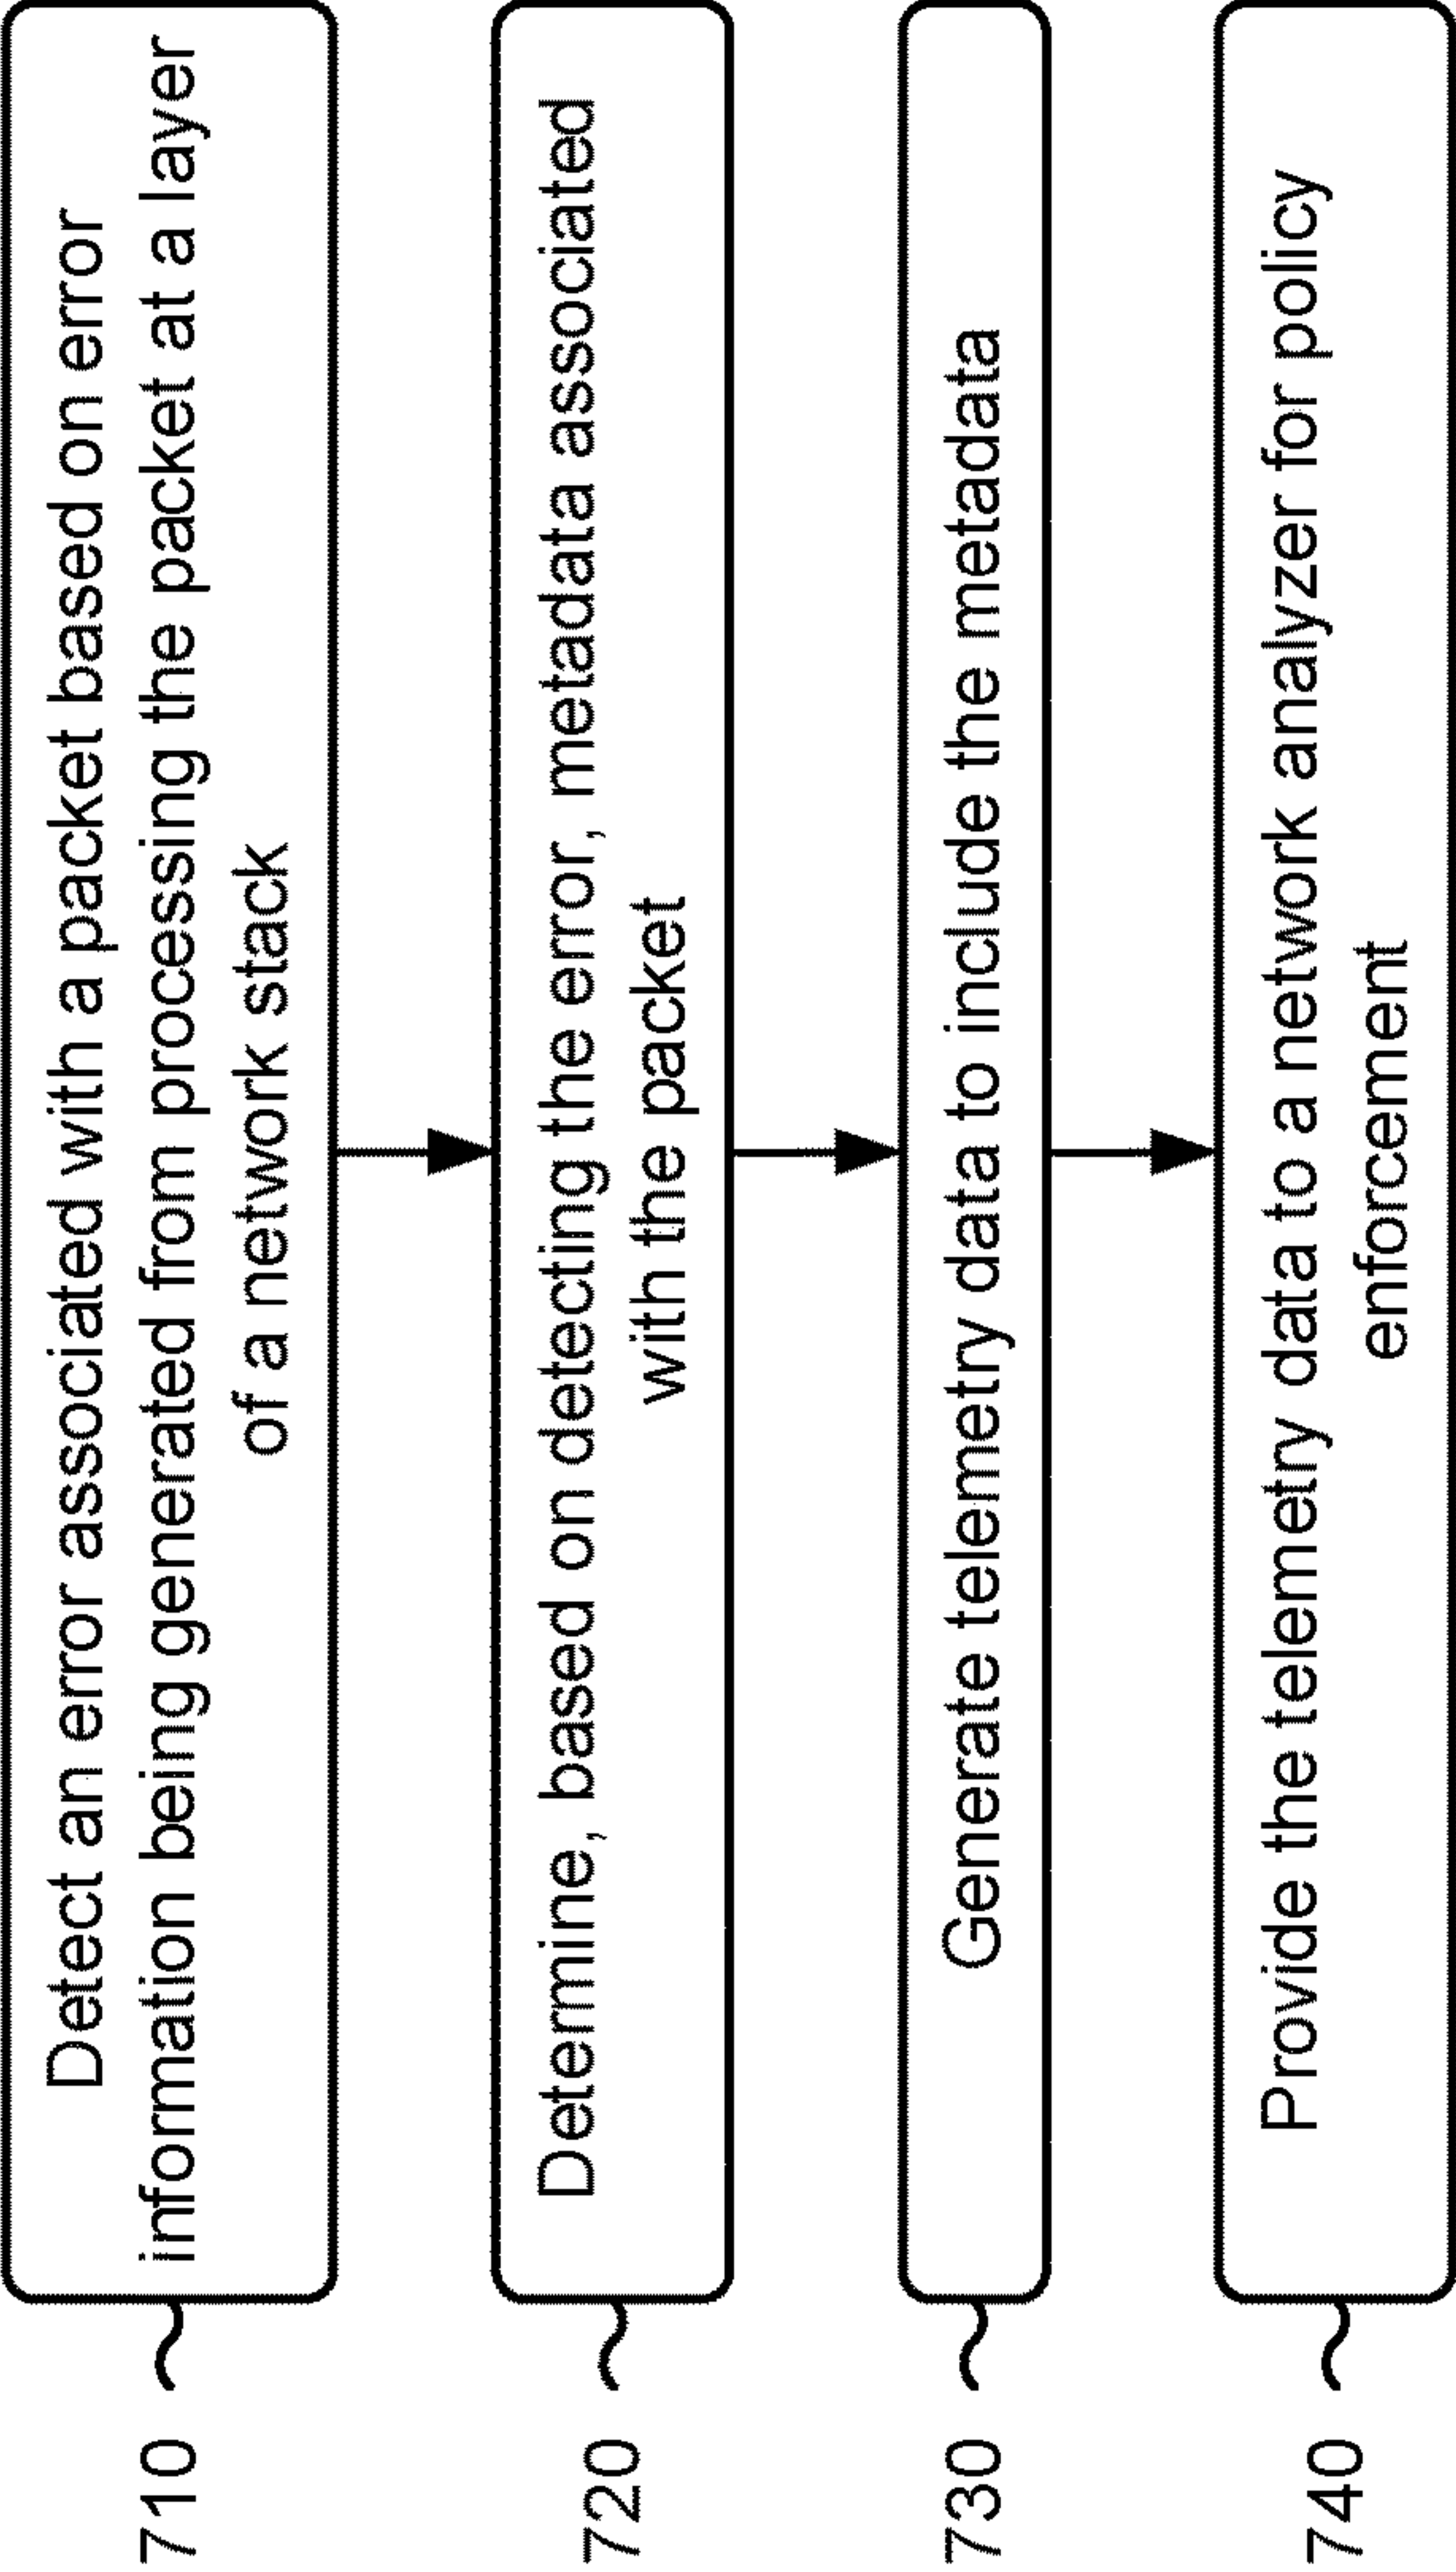 710
Detect an error associated with a packet based on error
information being generated from processing the packet at a layer
of a network stack
720
Determine, based on detecting the error, metadata associated
with the packet
730
Generate telemetry data to include the metadata
740
Provide the telemetry data to a network analyzer for policy
enforcement